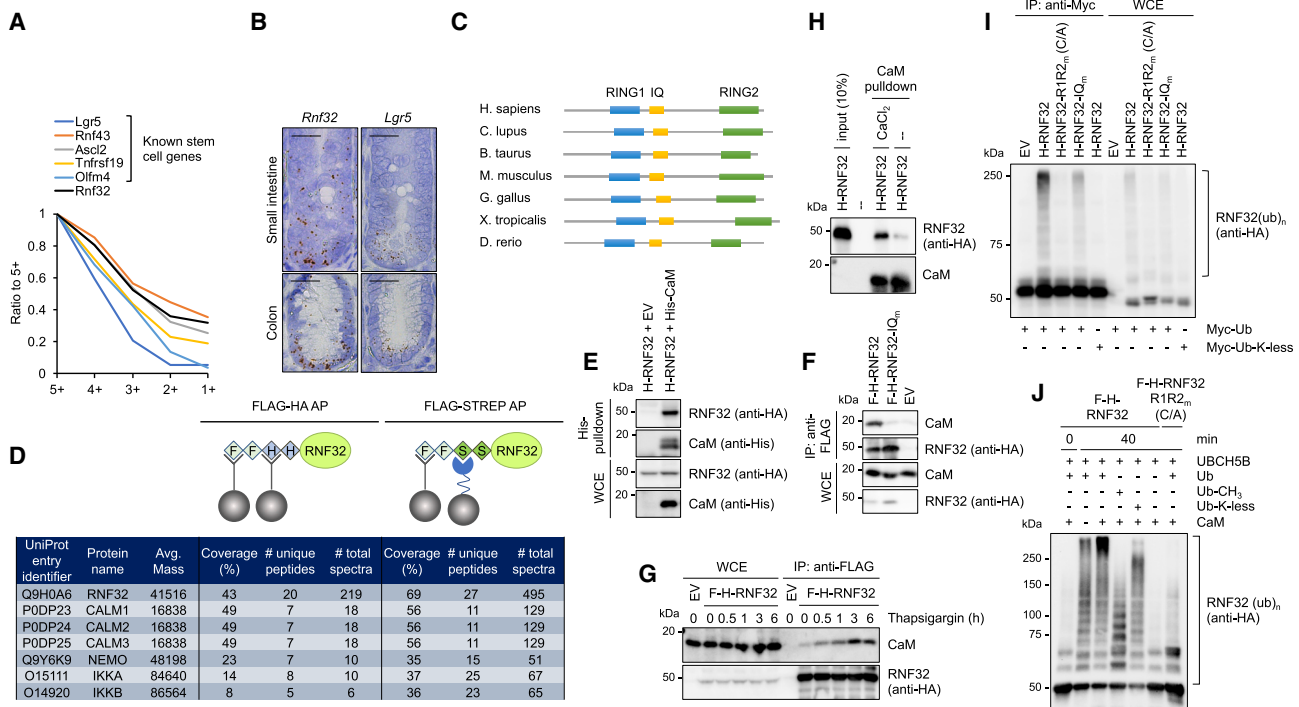 A
Lgr5
Rnf43
Ascl2
Tnfrsf19
Olfm4
Rnf32
Known stem
cell genes
Ratio to 5+
1
0.8
0.6
0.4
0.2
0
5+ 4+ 3+ 2+ 1+
B
Rnf32 Lgr5
Small intestine
Colon
C
RING1 IQ RING2
H. sapiens
C. lupus
B. taurus
M. musculus
G. gallus
X. tropicalis
D. rerio
D
FLAG-HA AP FLAG-STREP AP
F F H H RNF32
F F S S RNF32
UniProt entry identifier Protein name Avg. Mass Coverage (%) # unique peptides # total spectra Coverage (%) # unique peptides # total spectra
Q9H0A6 RNF32 41516 43 20 219 69 27 495
P0DP23 CALM1 16838 49 7 18 56 11 129
P0DP24 CALM2 16838 49 7 18 56 11 129
P0DP25 CALM3 16838 49 7 18 56 11 129
Q9Y6K9 NEMO 48198 23 7 10 35 15 51
O15111 IKKA 84640 14 8 10 37 25 67
O14920 IKKB 86564 8 5 6 36 23 65
E
H-RNF32 + EV
H-RNF32 + His-CaM
kDa
His-
pulldown
WCE
50 RNF32 (anti-HA)
20 CaM (anti-His)
50 RNF32 (anti-HA)
20 CaM (anti-His)
F
F-H-RNF32
F-H-RNF32-IQm
EV
kDa
IP: anti-
FLAG
WCE
20 CaM
50 RNF32 (anti-HA)
20 CaM
50 RNF32 (anti-HA)
G
WCE IP: anti-FLAG
EV F-H-RNF32 EV F-H-RNF32
kDa 0 0 0.5 1 3 6 0 0 0.5 1 3 6 Thapsigargin (h)
20 CaM
50 RNF32
(anti-HA)
H
CaM
pulldown
input (10%)
CaCl2
--
H-RNF32
--
H-RNF32
H-RNF32
kDa
50 RNF32
(anti-HA)
20 CaM
I
IP: anti-Myc WCE
EV
H-RNF32
H-RNF32-R1R2m (C/A)
H-RNF32-IQm
H-RNF32
EV
H-RNF32
H-RNF32-R1R2m (C/A)
H-RNF32-IQm
H-RNF32
kDa
250
75
50
RNF32(ub)n
(anti-HA)
+ + + + - + + + + - Myc-Ub
- - - - + - - - - + Myc-Ub-K-less
J
F-H-
RNF32
F-H-RNF32
R1R2m
(C/A)
0 40 min
+ + + + + + + UBCH5B
+ + + - - - + Ub
- - - + - - - Ub-CH3
- - - - + - - Ub-K-less
+ - + + + + + CaM
kDa
250
150
100
75
50
RNF32 (ub)n
(anti-HA)